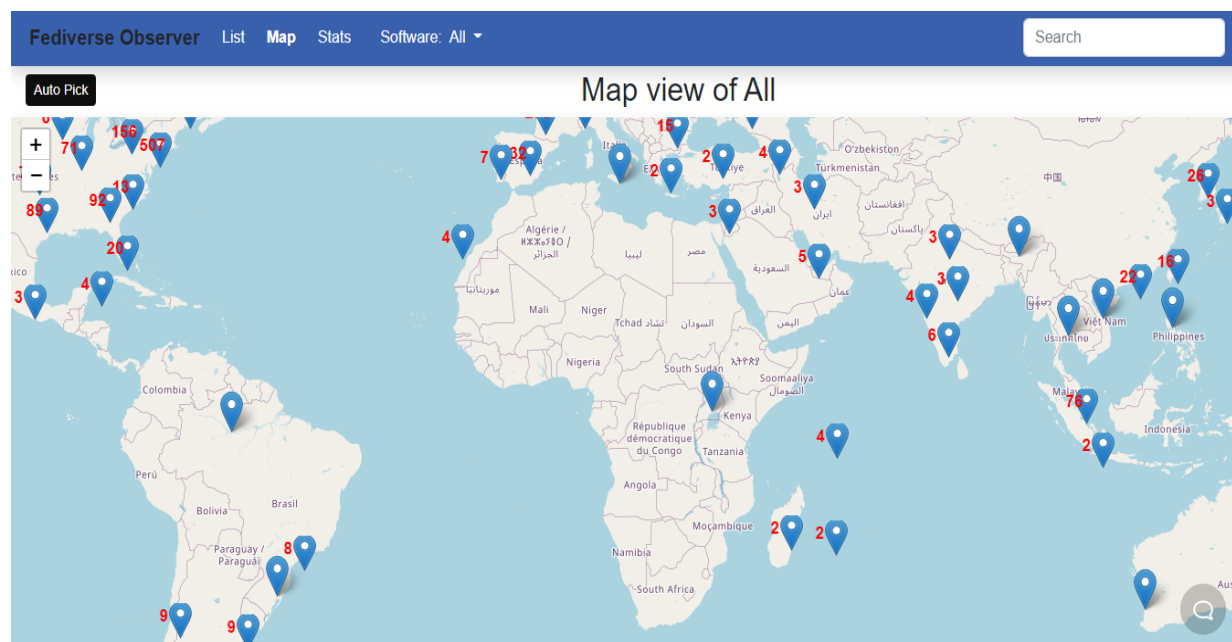 Fediverse Observer List Map Stats Software: All Search
Auto Pick
Map view of All
+
−
71
156
507
92
13
89
20
4
3
7
32
15
2
2
4
3
3
4
5
3
3
4
6
26
3
16
22
76
2
4
2
2
8
9
9
O'zbekiston
Türkmenistan
中国
ایران
افغانستان
پاکستان
العراق
Algérie /
ⵍⵣⵣⴰⵢⴻⵔ /
الجزائر
ليبيا
مصر
السعودية
عمان
اليمن
موريتانيا
Mali
Niger
Tchad تشاد
السودان
Nigeria
South Sudan
Soomaaliya
الصومال
République
démocratique
du Congo
Kenya
Tanzania
Angola
Moçambique
Namibia
South Africa
Colombia
Perú
Brasil
Bolivia
Paraguay /
Paraguái
Việt Nam
ประเทศไทย
Philippines
Indonesia